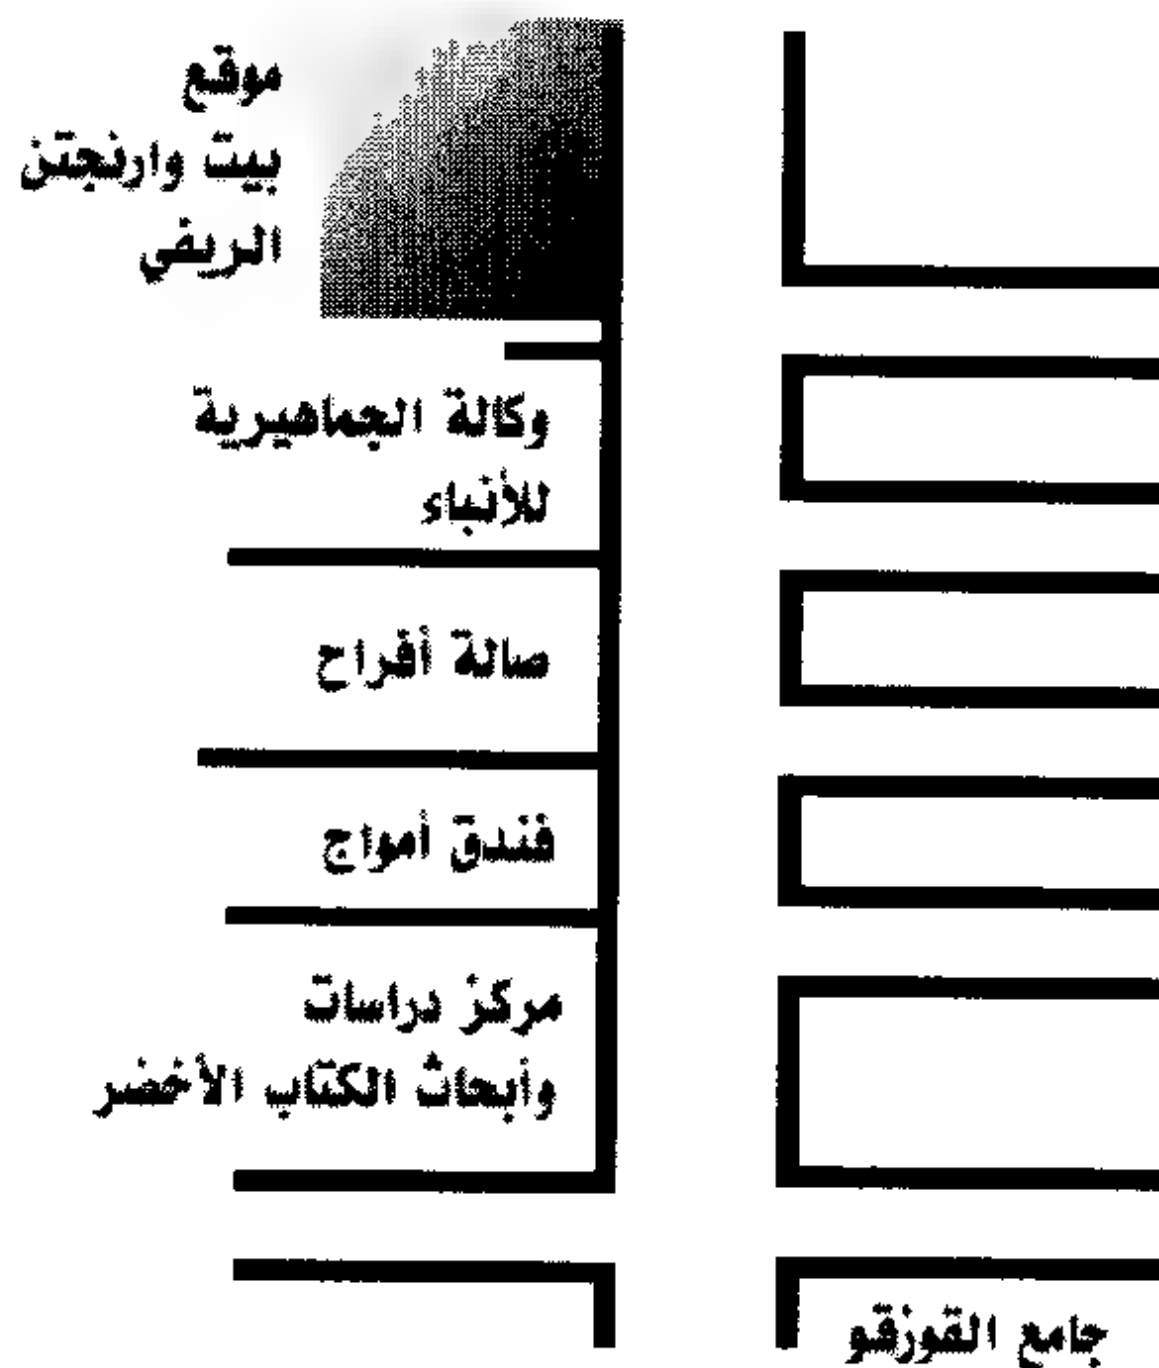 موقع
بيت وارنجتن
الريفي
وكالة الجماهيرية
للأنباء
صالة أفراح
فندق أمواج
مركز دراسات
وأبحاث الكتاب الأخضر
جامع القوزقو